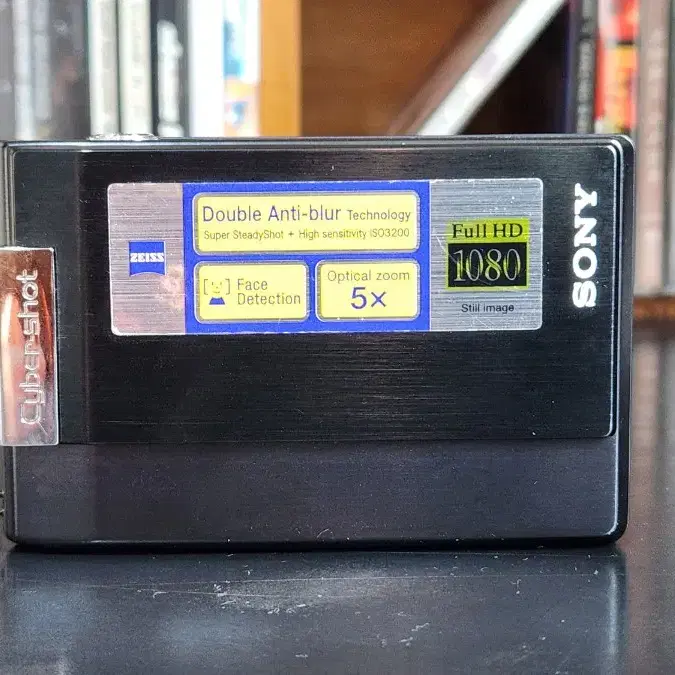 Cyber-shot
ZEISS
Double Anti-blur Technology
Super SteadyShot + High sensitivity ISO3200
Face
Detection
Optical zoom
5×
Full HD
1080
Still image
SONY